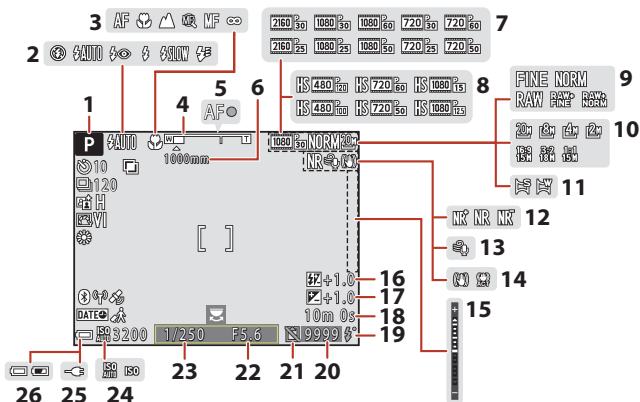 3 AF MF ∞
2160 P 30 1080 P 30 1080 P 60 720 P 30 720 P 60 7
2 AUTO SLOW
2160 P 25 1080 P 25 1080 P 50 720 P 25 720 P 50
5
FINE NORM 9
4 AF 6
HS 480 P 120 HS 720 P 60 HS 1080 P 15 8
RAW RAW+ FINE RAW+ NORM
1
HS 480 P 100 HS 720 P 50 HS 1080 P 12.5
20M 8M 4M 2M 10
P AUTO W T 1080 P 30 NORM 20M
16:9 15M 3:2 18M 1:1 15M
1000mm
10 NR
11
120
H
NR+ NR NR- 12
VI
13
14
15
+1.0 16
+1.0 17
DATE
10m 0s 18
ISO AUTO 3200 1/250 F5.6 9999 19
ISO AUTO ISO
26 25 24 23 22 21 20